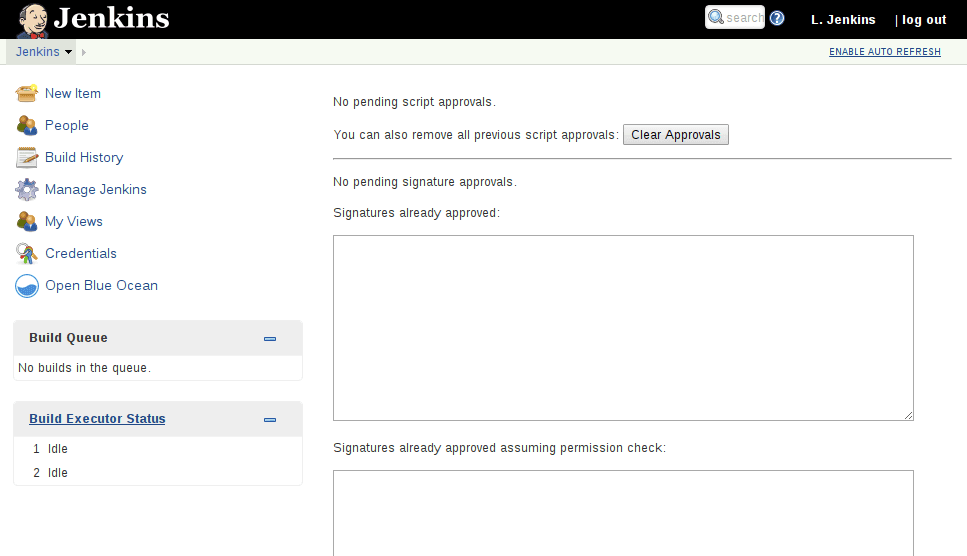 Jenkins
search
L. Jenkins
| log out
Jenkins
ENABLE AUTO REFRESH
New Item
People
Build History
Manage Jenkins
My Views
Credentials
Open Blue Ocean
Build Queue
No builds in the queue.
Build Executor Status
1 Idle
2 Idle
No pending script approvals.
You can also remove all previous script approvals: Clear Approvals
No pending signature approvals.
Signatures already approved:
Signatures already approved assuming permission check: